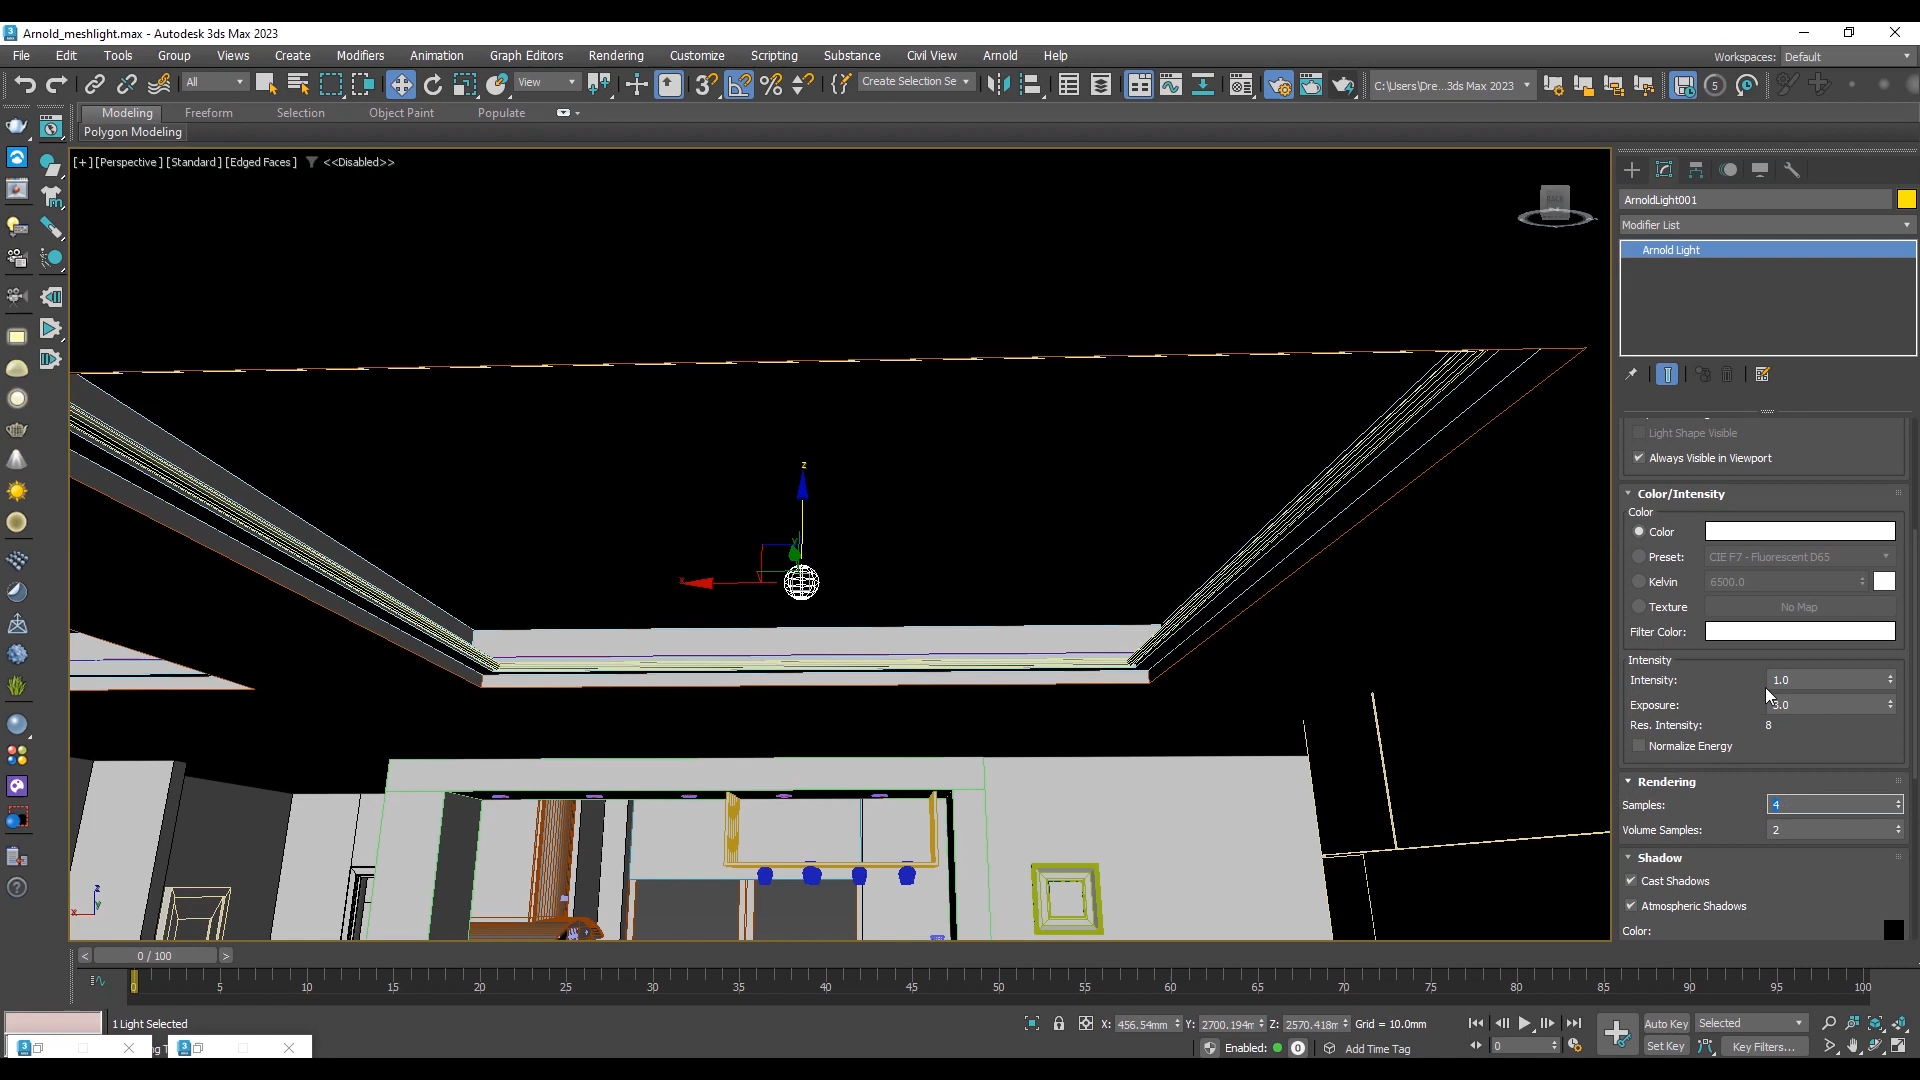 Arnold_meshlight.max - Autodesk 3ds Max 2023
File Edit Tools Group Views Create Modifiers Animation Graph Editors Rendering Customize Scripting Substance Civil View Arnold Help
Workspaces: Default
All View Create Selection Se C:\Users\Dre...3ds Max 2023
Modeling Freeform Selection Object Paint Populate
Polygon Modeling
[+] [Perspective ] [Standard ] [Edged Faces ] <<Disabled>>
ArnoldLight001
Modifier List
Arnold Light
Light Shape Visible
Always Visible in Viewport
Color/Intensity
Color
Color
Preset: CIE F7 - Fluorescent D65
Kelvin 6500.0
Texture No Map
Filter Color:
Intensity
Intensity: 1.0
Exposure: 3.0
Res. Intensity: 8
Normalize Energy
Rendering
Samples: 4
Volume Samples: 2
Shadow
Cast Shadows
Atmospheric Shadows
Color:
z
x
z
x
< 0 / 100 >
0 5 10 15 20 25 30 35 40 45 50 55 60 65 70 75 80 85 90 95 100
1 Light Selected
X: 456.54mm Y: 2700.194m Z: 2570.418m Grid = 10.0mm
Auto Key Selected
Enabled: 0 Add Time Tag
0
Set Key Key Filters...